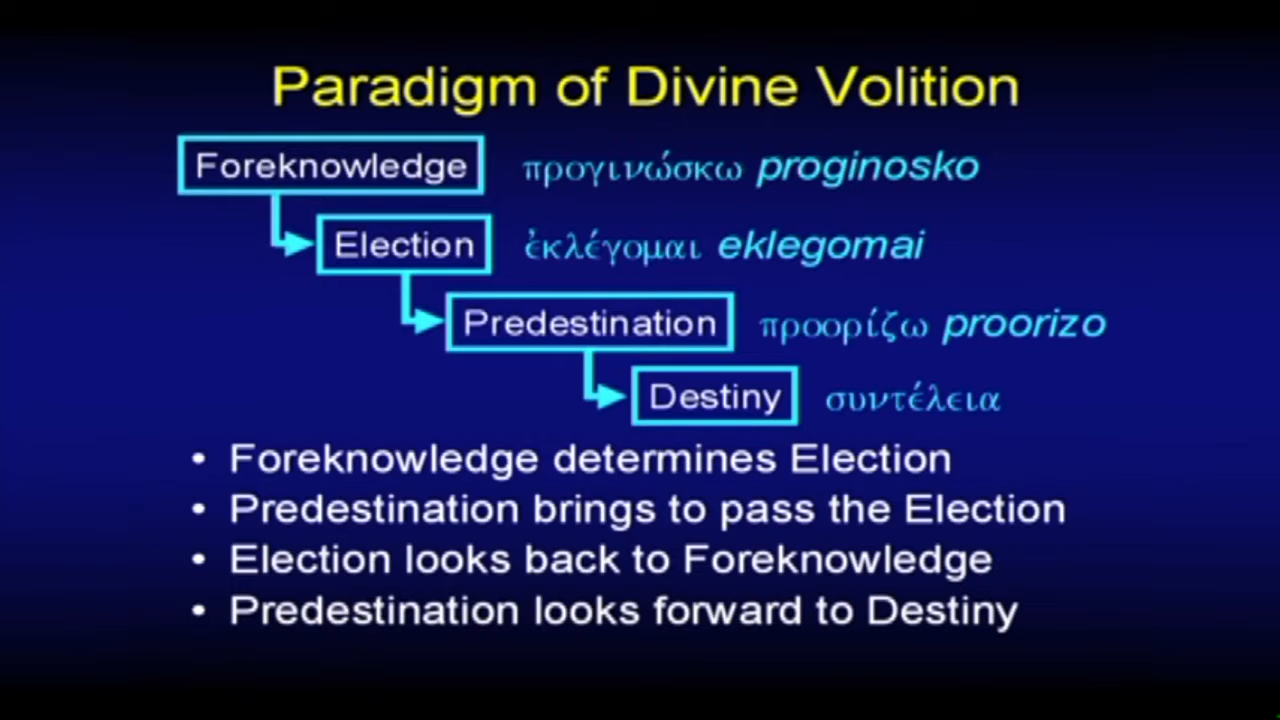 Paradigm of Divine Volition
Foreknowledge προγινώσκω proginosko
Election ἐκλέγομαι eklegomai
Predestination προορίζω proorizo
Destiny συντέλεια
• Foreknowledge determines Election
• Predestination brings to pass the Election
• Election looks back to Foreknowledge
• Predestination looks forward to Destiny